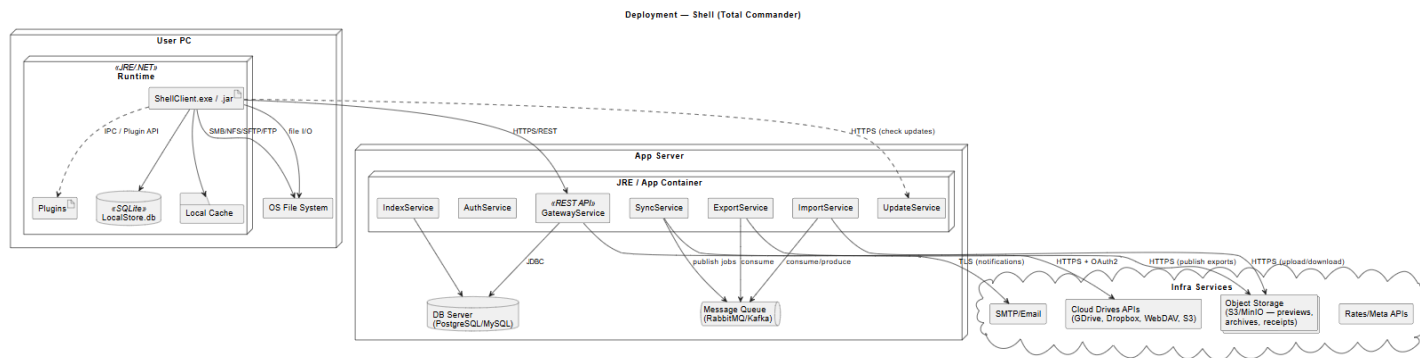 Deployment — Shell (Total Commander)
User PC
«JRE/.NET»
Runtime
ShellClient.exe / .jar
IPC / Plugin API
SMB/NFS/SFTP/FTP
file I/O
HTTPS/REST
HTTPS (check updates)
Plugins
«SQLite»
LocalStore.db
Local Cache
OS File System
App Server
JRE / App Container
IndexService
AuthService
«REST API»
GatewayService
SyncService
ExportService
ImportService
UpdateService
JDBC
publish jobs
consume
consume/produce
TLS (notifications)
HTTPS + OAuth2
HTTPS (publish exports)
HTTPS (upload/download)
DB Server
(PostgreSQL/MySQL)
Message Queue
(RabbitMQ/Kafka)
Infra Services
SMTP/Email
Cloud Drives APIs
(GDrive, Dropbox, WebDAV, S3)
Object Storage
(S3/MinIO — previews,
archives, receipts)
Rates/Meta APIs